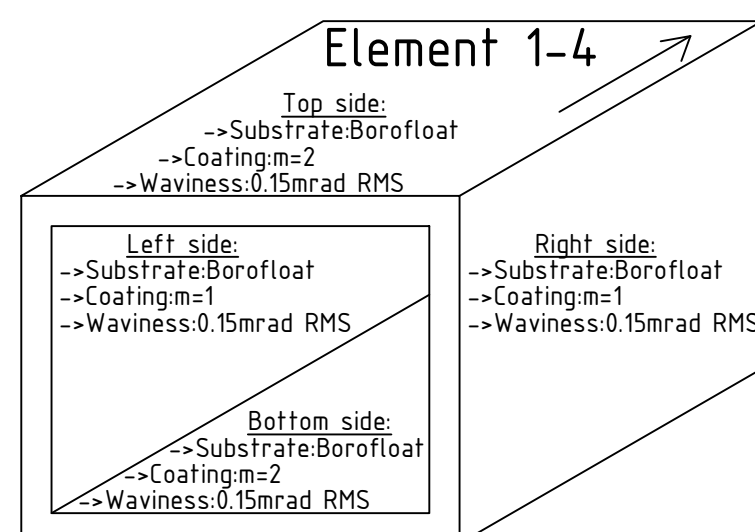 Element 1-4
Top side:
->Substrate:Borofloat
->Coating:m=2
->Waviness:0.15mrad RMS
Left side:
->Substrate:Borofloat
->Coating:m=1
->Waviness:0.15mrad RMS
Right side:
->Substrate:Borofloat
->Coating:m=1
->Waviness:0.15mrad RMS
Bottom side:
->Substrate:Borofloat
->Coating:m=2
->Waviness:0.15mrad RMS